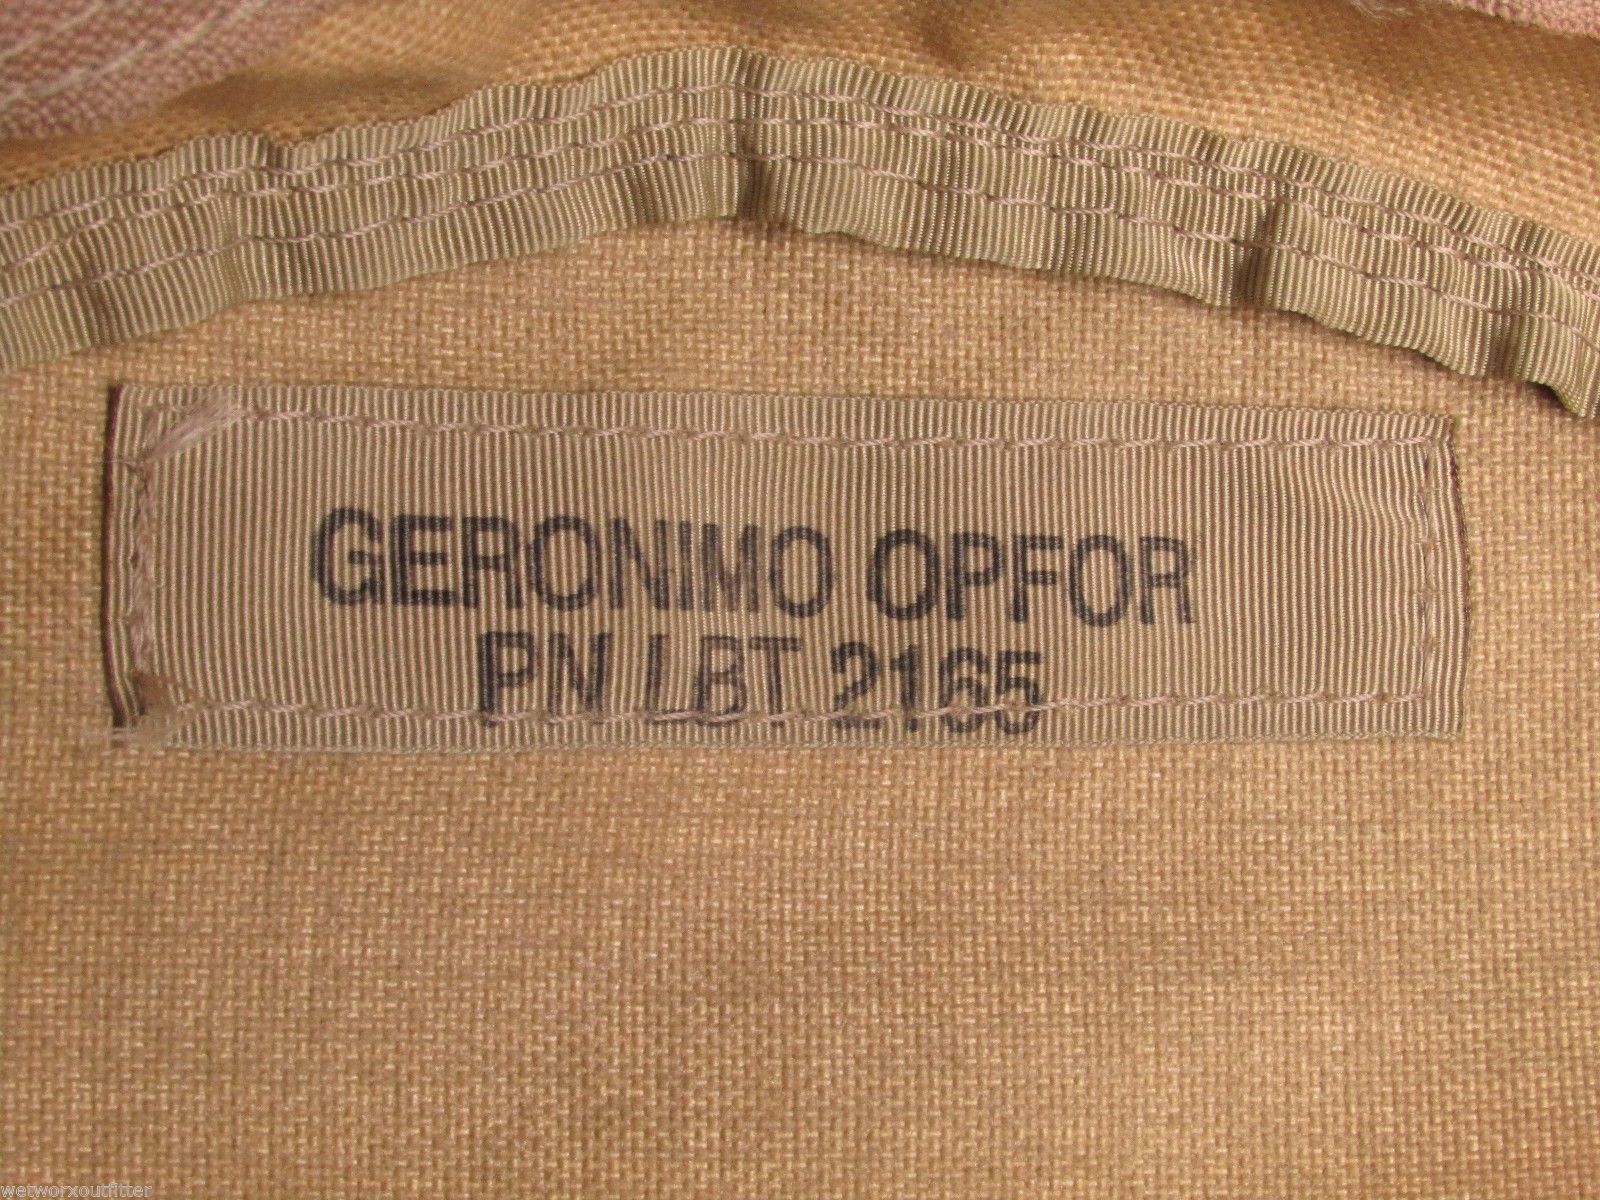 GERONIMO OPFOR
PN LBT 2165
wetworxoutfitter